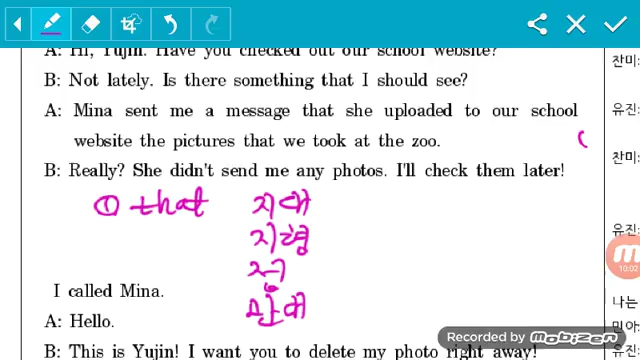 A: Hi, Yujin. Have you checked out our school website?
B: Not lately. Is there something that I should see?
A: Mina sent me a message that she uploaded to our school
website the pictures that we took at the zoo.
B: Really? She didn't send me any photos. I'll check them later!
① that 지대
지형
접
관대
I called Mina.
A: Hello.
B: This is Yujin! I want you to delete my photo right away!
찬미:
유진:
찬미:
유진:
나는
민아:
유진:
10:02
Recorded by
Mobizen